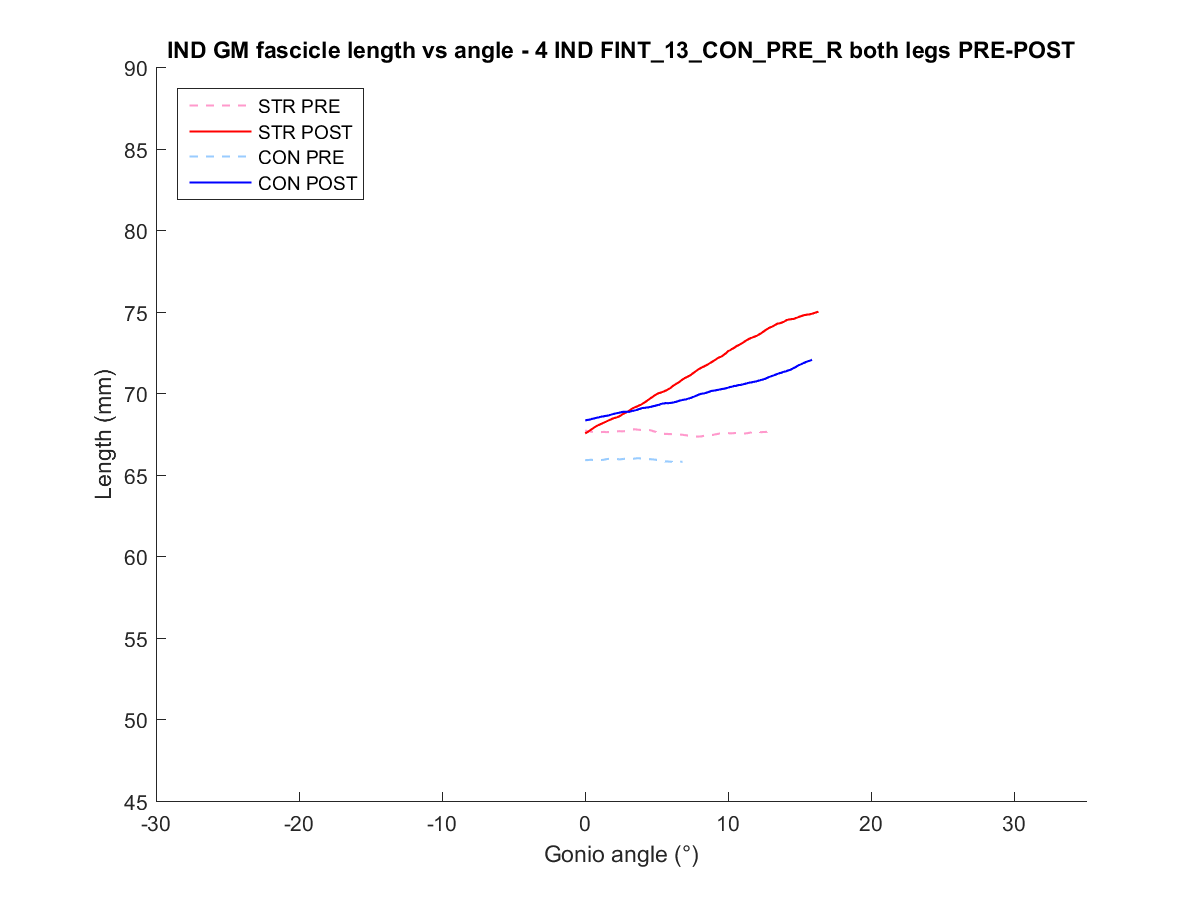 IND GM fascicle length vs angle - 4 IND FINT_13_CON_PRE_R both legs PRE-POST
STR PRE
STR POST
CON PRE
CON POST
90
85
80
75
70
65
60
55
50
45
Length (mm)
-30
-20
-10
0
10
20
30
Gonio angle (°)